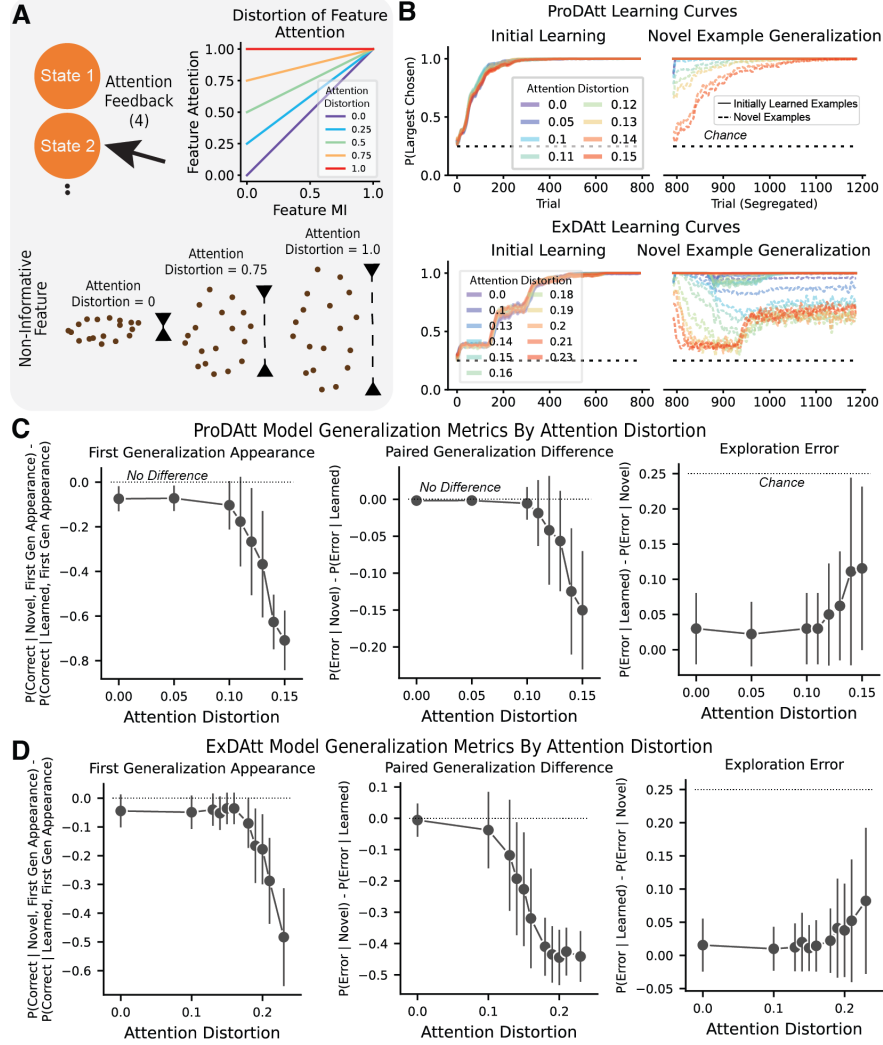 A
State 1
State 2
Attention
Feedback
(4)
Distortion of Feature
Attention
Feature Attention
1.00
0.75
0.50
0.25
0.00
0.0
0.5
1.0
Feature MI
Attention
Distortion
0.0
0.25
0.5
0.75
1.0
Non-Informative
Feature
Attention
Distortion = 0
Attention
Distortion = 0.75
Attention
Distortion = 1.0
B
ProDAtt Learning Curves
Initial Learning
Novel Example Generalization
P(Largest Chosen)
1.0
0.5
0.0
0
200
400
600
800
Trial
Attention Distortion
0.0
0.05
0.1
0.11
0.12
0.13
0.14
0.15
Initially Learned Examples
Novel Examples
Chance
800
900
1000
1100
1200
Trial (Segregated)
ExDAtt Learning Curves
Initial Learning
Novel Example Generalization
1.0
0.5
0.0
Attention Distortion
0.0
0.1
0.13
0.14
0.15
0.16
0.18
0.19
0.2
0.21
0.23
0
200
400
600
800
800
900
1000
1100
1200
C
ProDAtt Model Generalization Metrics By Attention Distortion
First Generalization Appearance
P(Correct | Novel, First Gen Appearance) -
P(Correct | Learned, First Gen Appearance)
No Difference
0.0
−0.2
−0.4
−0.6
−0.8
0.00
0.05
0.10
0.15
Attention Distortion
Paired Generalization Difference
P(Error | Novel) - P(Error | Learned)
No Difference
0.00
−0.05
−0.10
−0.15
−0.20
0.00
0.05
0.10
0.15
Attention Distortion
Exploration Error
P(Error | Learned) - P(Error | Novel)
Chance
0.25
0.20
0.15
0.10
0.05
0.00
0.00
0.05
0.10
0.15
Attention Distortion
D
ExDAtt Model Generalization Metrics By Attention Distortion
First Generalization Appearance
P(Correct | Novel, First Gen Appearance) -
P(Correct | Learned, First Gen Appearance)
0.0
−0.1
−0.2
−0.3
−0.4
−0.5
−0.6
0.0
0.1
0.2
Attention Distortion
Paired Generalization Difference
P(Error | Novel) - P(Error | Learned)
0.1
0.0
−0.1
−0.2
−0.3
−0.4
−0.5
0.0
0.1
0.2
Attention Distortion
Exploration Error
P(Error | Learned) - P(Error | Novel)
0.25
0.20
0.15
0.10
0.05
0.00
−0.05
0.0
0.1
0.2
Attention Distortion